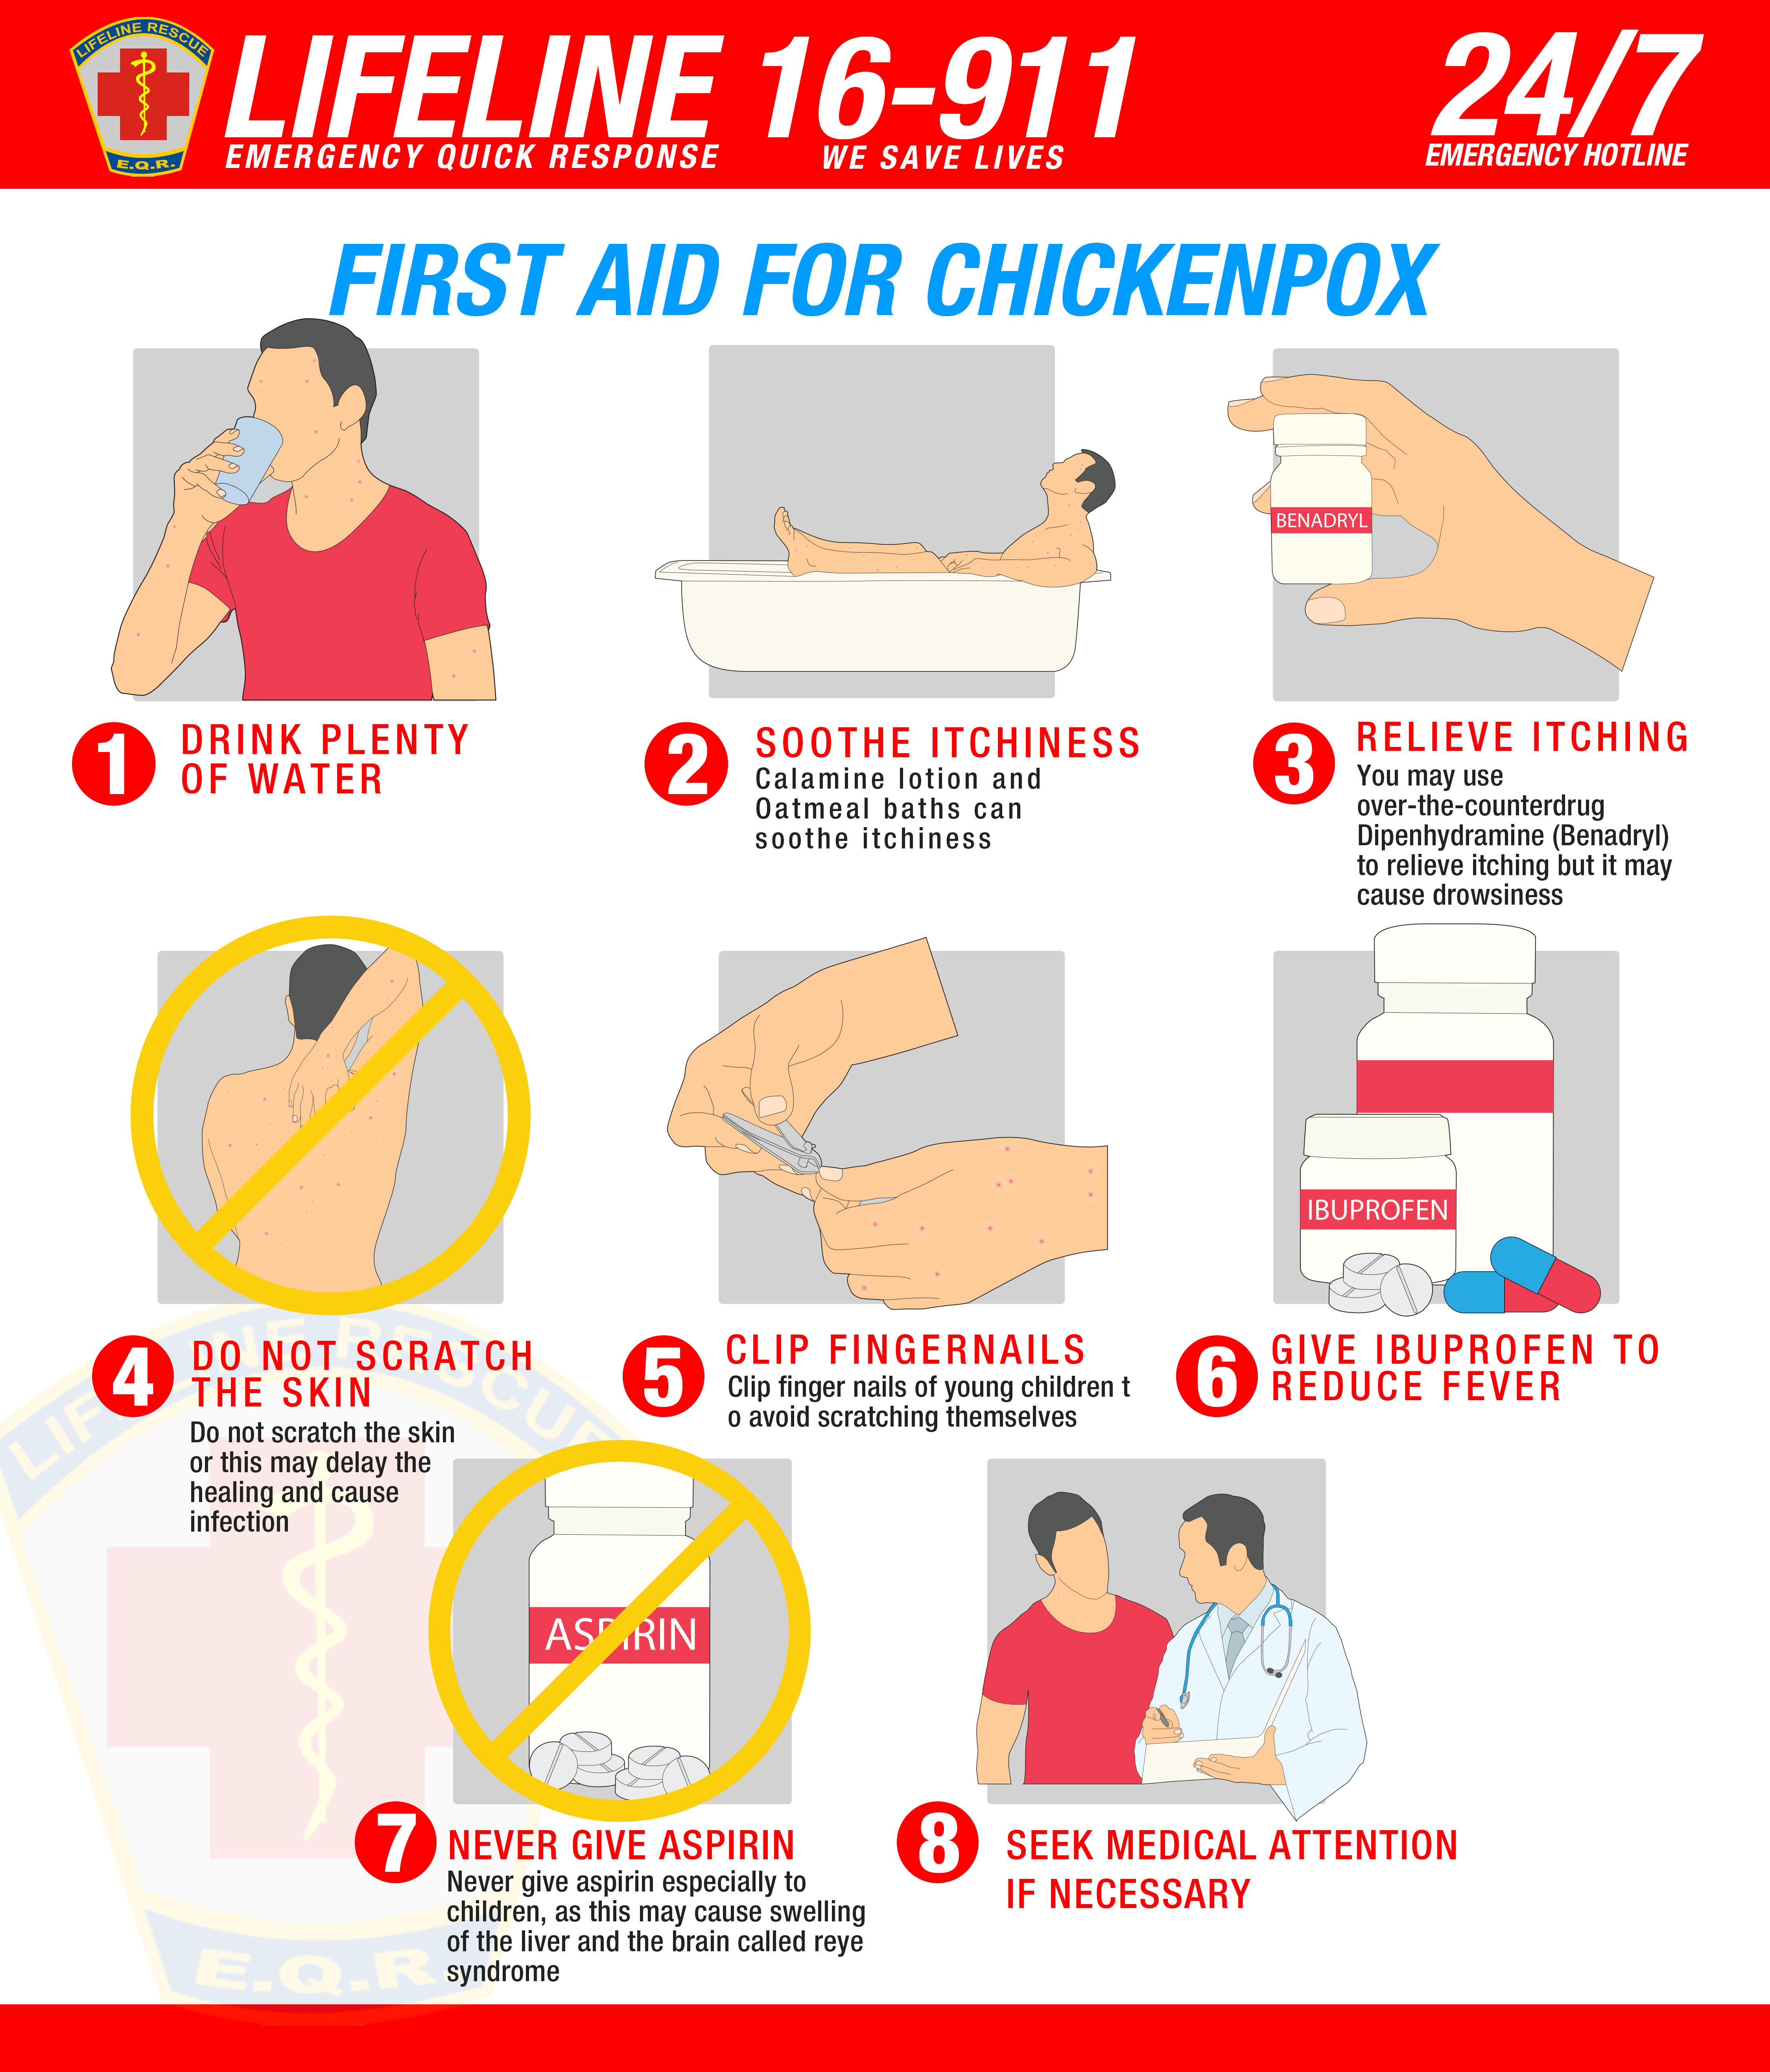 LIFELINE RESCUE
E.Q.R.
LIFELINE 16-911
EMERGENCY QUICK RESPONSE
WE SAVE LIVES
24/7
EMERGENCY HOTLINE
FIRST AID FOR CHICKENPOX
BENADRYL
1 DRINK PLENTY
OF WATER
2 SOOTHE ITCHINESS
Calamine lotion and
Oatmeal baths can
soothe itchiness
3 RELIEVE ITCHING
You may use
over-the-counterdrug
Dipenhydramine (Benadryl)
to relieve itching but it may
cause drowsiness
IBUPROFEN
4 DO NOT SCRATCH
THE SKIN
Do not scratch the skin
or this may delay the
healing and cause
infection
5 CLIP FINGERNAILS
Clip finger nails of young children t
o avoid scratching themselves
6 GIVE IBUPROFEN TO
REDUCE FEVER
ASPIRIN
7 NEVER GIVE ASPIRIN
Never give aspirin especially to
children, as this may cause swelling
of the liver and the brain called reye
syndrome
8 SEEK MEDICAL ATTENTION
IF NECESSARY
LIFELINE RESCUE
E.Q.R.